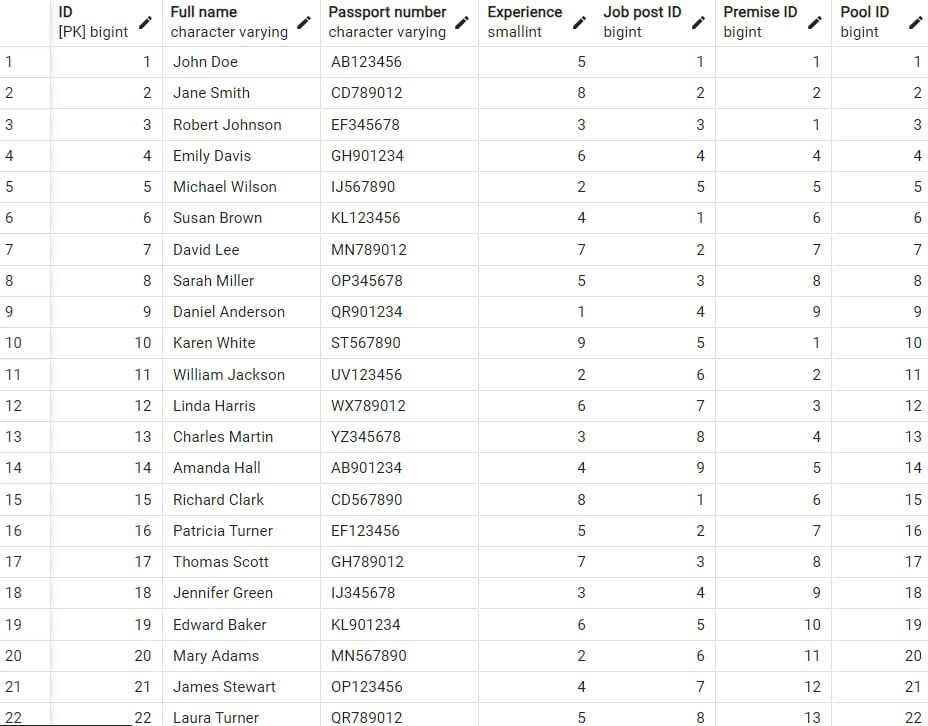 ID Full name Passport number Experience Job post ID Premise ID Pool ID
[PK] bigint character varying character varying smallint bigint bigint bigint
1 1 John Doe AB123456 5 1 1 1
2 2 Jane Smith CD789012 8 2 2 2
3 3 Robert Johnson EF345678 3 3 1 3
4 4 Emily Davis GH901234 6 4 4 4
5 5 Michael Wilson IJ567890 2 5 5 5
6 6 Susan Brown KL123456 4 1 6 6
7 7 David Lee MN789012 7 2 7 7
8 8 Sarah Miller OP345678 5 3 8 8
9 9 Daniel Anderson QR901234 1 4 9 9
10 10 Karen White ST567890 9 5 1 10
11 11 William Jackson UV123456 2 6 2 11
12 12 Linda Harris WX789012 6 7 3 12
13 13 Charles Martin YZ345678 3 8 4 13
14 14 Amanda Hall AB901234 4 9 5 14
15 15 Richard Clark CD567890 8 1 6 15
16 16 Patricia Turner EF123456 5 2 7 16
17 17 Thomas Scott GH789012 7 3 8 17
18 18 Jennifer Green IJ345678 3 4 9 18
19 19 Edward Baker KL901234 6 5 10 19
20 20 Mary Adams MN567890 2 6 11 20
21 21 James Stewart OP123456 4 7 12 21
22 22 Laura Turner QR789012 5 8 13 22